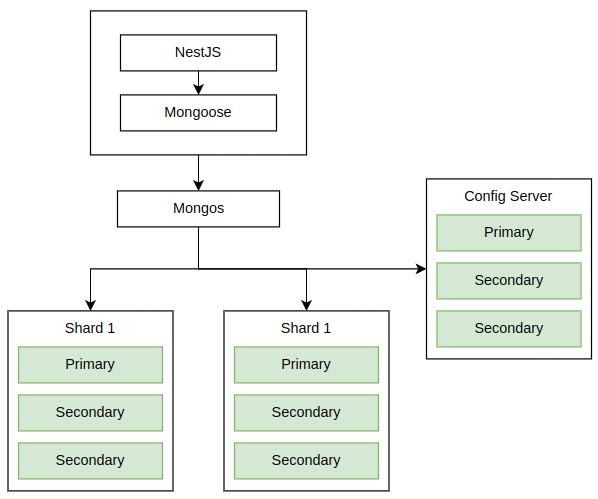 NestJS
Mongoose
Mongos
Config Server
Primary
Secondary
Secondary
Shard 1
Primary
Secondary
Secondary
Shard 1
Primary
Secondary
Secondary